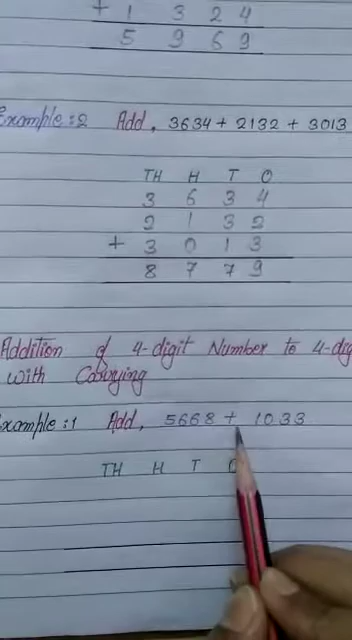 + 1 3 2 4
5 9 6 9
Example:2 Add, 3634 + 2132 + 3013
TH H T O
3 6 3 4
2 1 3 2
+ 3 0 1 3
8 7 7 9
Addition of 4-digit Number to 4-dig
with Carrying
Example:1 Add, 5668 + 1033
TH H T O